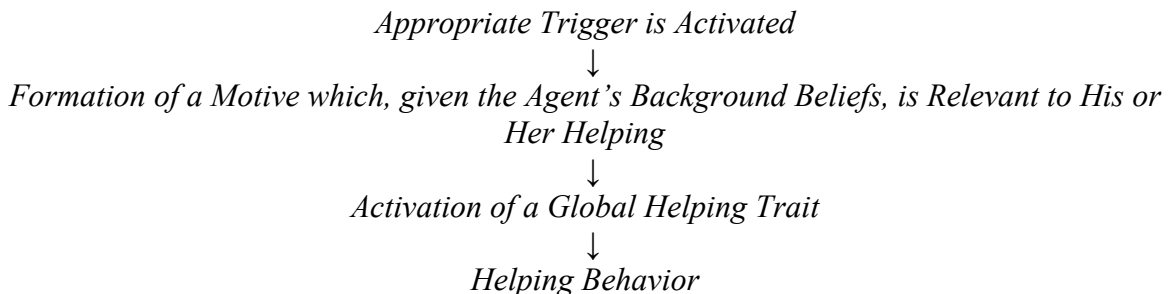 Appropriate Trigger is Activated
↓
Formation of a Motive which, given the Agent’s Background Beliefs, is Relevant to His or
Her Helping
↓
Activation of a Global Helping Trait
↓
Helping Behavior